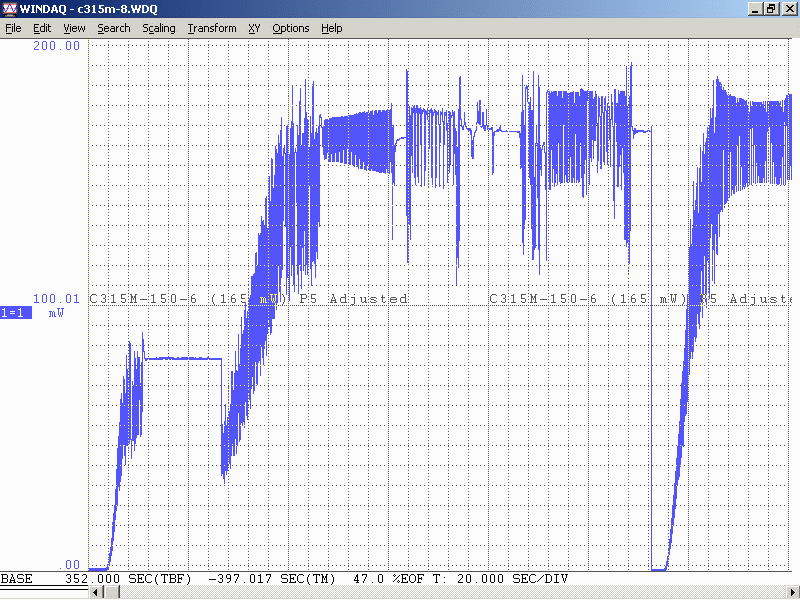 WINDAQ - c315m-8.WDQ
File Edit View Search Scaling Transform XY Options Help
200.00
100.01
C315M-150-6 (165 mW) P5 Adjusted
C315M-150-6 (165 mW) P5 Adjuste
1=1 mW
.00
BASE 352.000 SEC(TBF) -397.017 SEC(TM) 47.0 %EOF T: 20.000 SEC/DIV